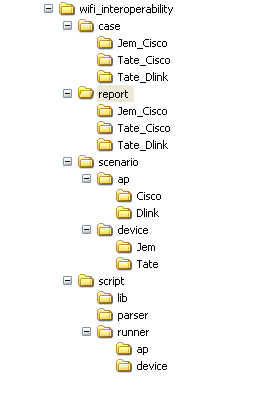 wifi_interoperability
case
Jem_Cisco
Tate_Cisco
Tate_Dlink
report
Jem_Cisco
Tate_Cisco
Tate_Dlink
scenario
ap
Cisco
Dlink
device
Jem
Tate
script
lib
parser
runner
ap
device